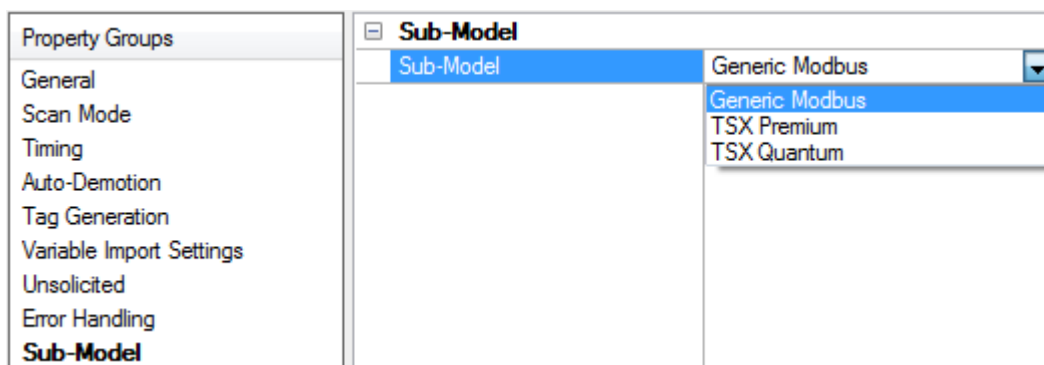 Property Groups
General
Scan Mode
Timing
Auto-Demotion
Tag Generation
Variable Import Settings
Unsolicited
Error Handling
Sub-Model
Sub-Model
Sub-Model Generic Modbus
Generic Modbus
TSX Premium
TSX Quantum